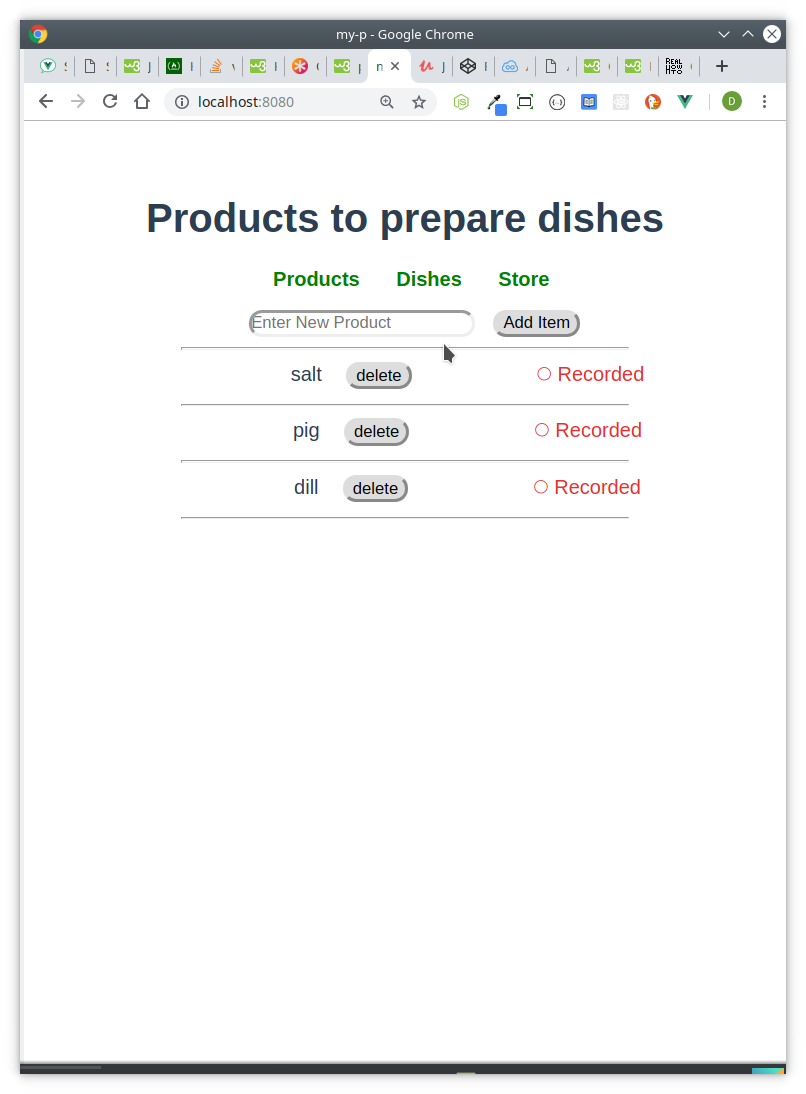 my-p - Google Chrome
localhost:8080
D
Products to prepare dishes
Products Dishes Store
Enter New Product Add Item
salt delete Recorded
pig delete Recorded
dill delete Recorded